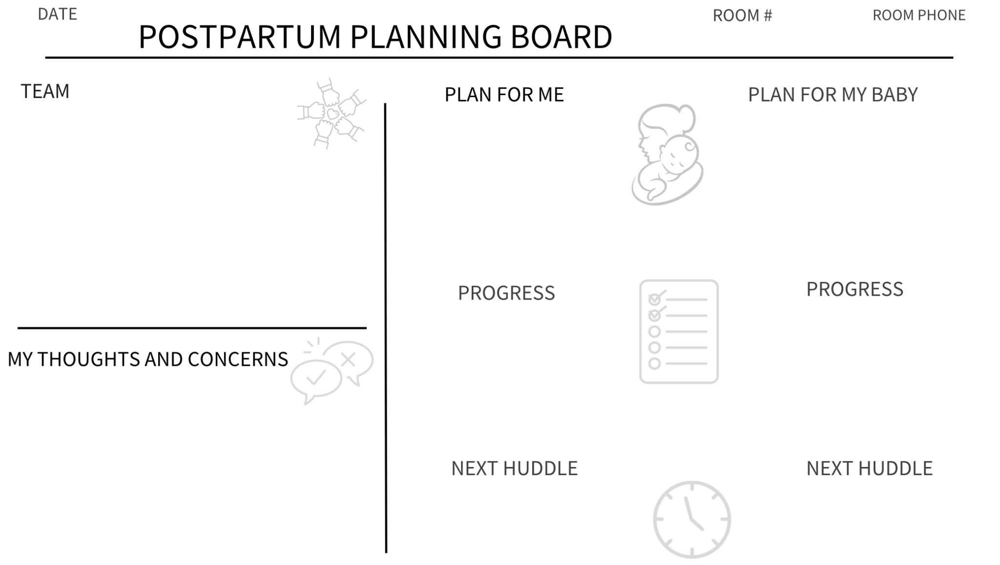 DATE
ROOM #
ROOM PHONE
POSTPARTUM PLANNING BOARD
TEAM
PLAN FOR ME
PLAN FOR MY BABY
PROGRESS
PROGRESS
MY THOUGHTS AND CONCERNS
NEXT HUDDLE
NEXT HUDDLE